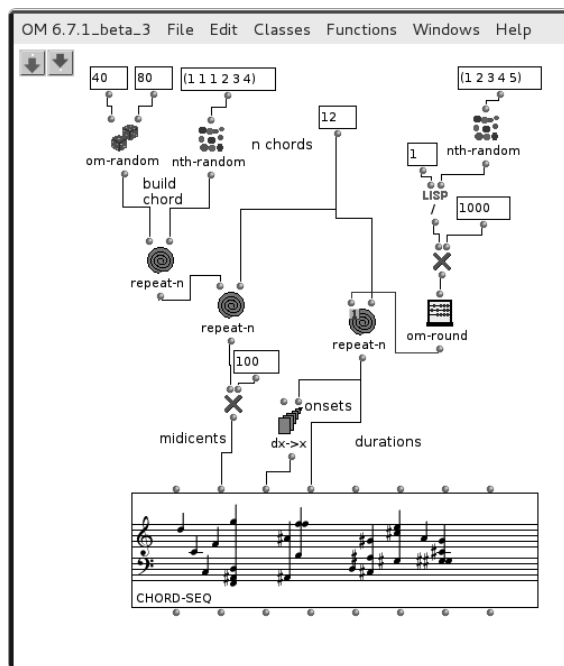 OM 6.7.1_beta_3 File Edit Classes Functions Windows Help
40 80 (1 1 1 2 3 4) (1 2 3 4 5)
12
om-random nth-random n chords 1 nth-random
build
chord
LISP
/
1000
repeat-n
repeat-n
1
repeat-n
om-round
100
onsets
midicents
dx->x
durations
CHORD-SEQ